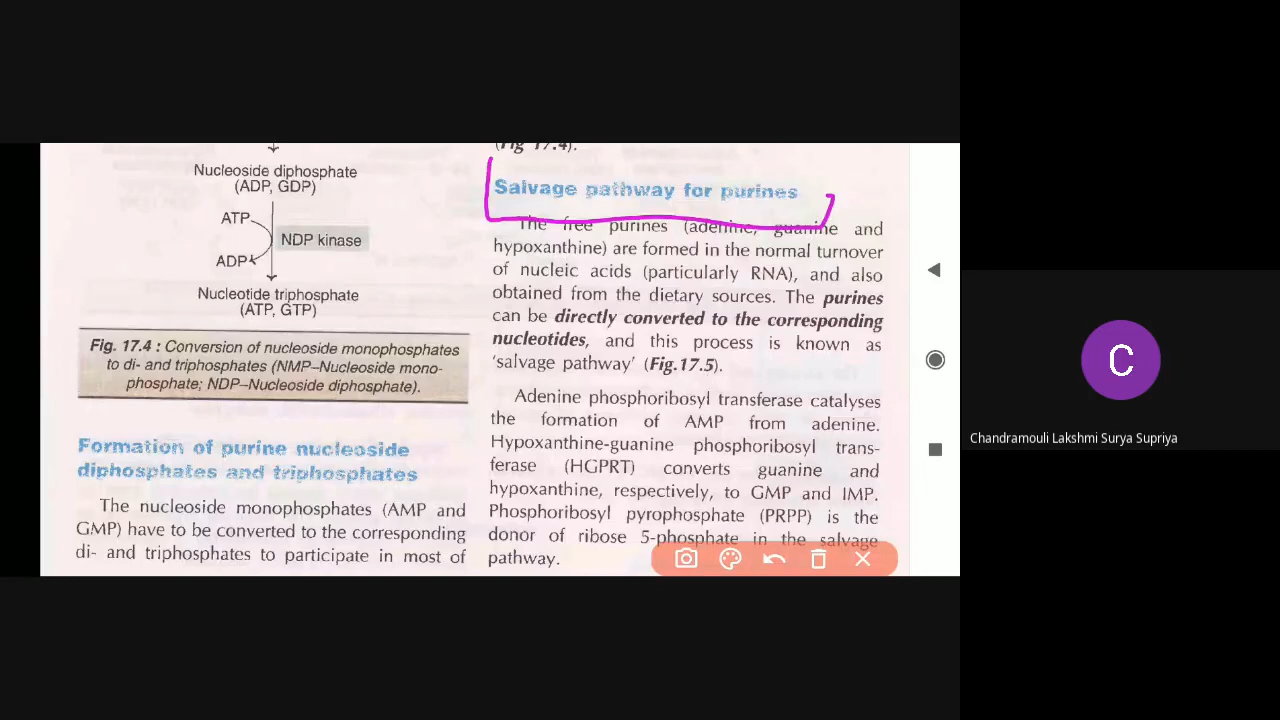 Nucleoside diphosphate
(ADP, GDP)
ATP
NDP kinase
ADP
Nucleotide triphosphate
(ATP, GTP)
Fig. 17.4 : Conversion of nucleoside monophosphates
to di- and triphosphates (NMP–Nucleoside mono-
phosphate; NDP–Nucleoside diphosphate).
Formation of purine nucleoside
diphosphates and triphosphates
The nucleoside monophosphates (AMP and
GMP) have to be converted to the corresponding
di- and triphosphates to participate in most of
(Fig 17.4).
Salvage pathway for purines
The free purines (adenine, guanine and
hypoxanthine) are formed in the normal turnover
of nucleic acids (particularly RNA), and also
obtained from the dietary sources. The purines
can be directly converted to the corresponding
nucleotides, and this process is known as
‘salvage pathway’ (Fig.17.5).
Adenine phosphoribosyl transferase catalyses
the formation of AMP from adenine.
Hypoxanthine-guanine phosphoribosyl trans-
ferase (HGPRT) converts guanine and
hypoxanthine, respectively, to GMP and IMP.
Phosphoribosyl pyrophosphate (PRPP) is the
donor of ribose 5-phosphate in the salvage
pathway.
C
Chandramouli Lakshmi Surya Supriya